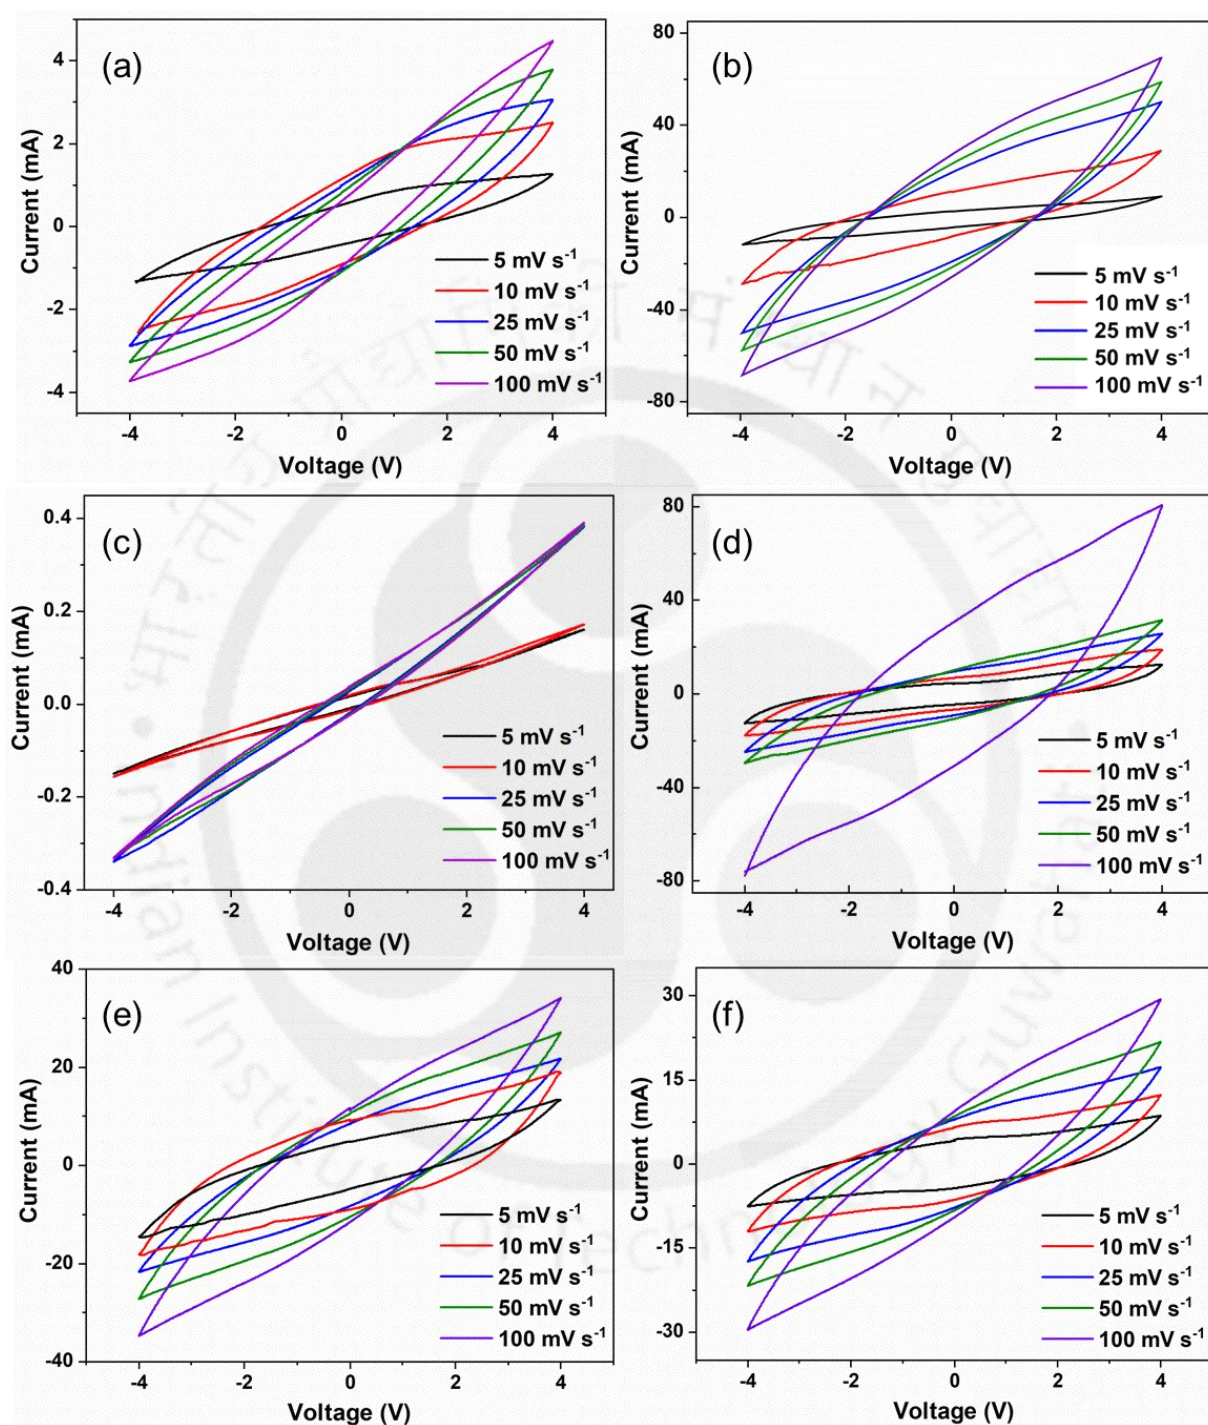 (a)
4
2
0
-2
-4
Current (mA)
5 mV s⁻¹
10 mV s⁻¹
25 mV s⁻¹
50 mV s⁻¹
100 mV s⁻¹
-4 -2 0 2 4
Voltage (V)
(b)
80
40
0
-40
-80
Current (mA)
5 mV s⁻¹
10 mV s⁻¹
25 mV s⁻¹
50 mV s⁻¹
100 mV s⁻¹
-4 -2 0 2 4
Voltage (V)
(c)
0.4
0.2
0.0
-0.2
-0.4
Current (mA)
5 mV s⁻¹
10 mV s⁻¹
25 mV s⁻¹
50 mV s⁻¹
100 mV s⁻¹
-4 -2 0 2 4
Voltage (V)
(d)
80
40
0
-40
-80
Current (mA)
5 mV s⁻¹
10 mV s⁻¹
25 mV s⁻¹
50 mV s⁻¹
100 mV s⁻¹
-4 -2 0 2 4
Voltage (V)
(e)
40
20
0
-20
-40
Current (mA)
5 mV s⁻¹
10 mV s⁻¹
25 mV s⁻¹
50 mV s⁻¹
100 mV s⁻¹
-4 -2 0 2 4
Voltage (V)
(f)
30
15
0
-15
-30
Current (mA)
5 mV s⁻¹
10 mV s⁻¹
25 mV s⁻¹
50 mV s⁻¹
100 mV s⁻¹
-4 -2 0 2 4
Voltage (V)
Indian Institute of Technology Guwahati